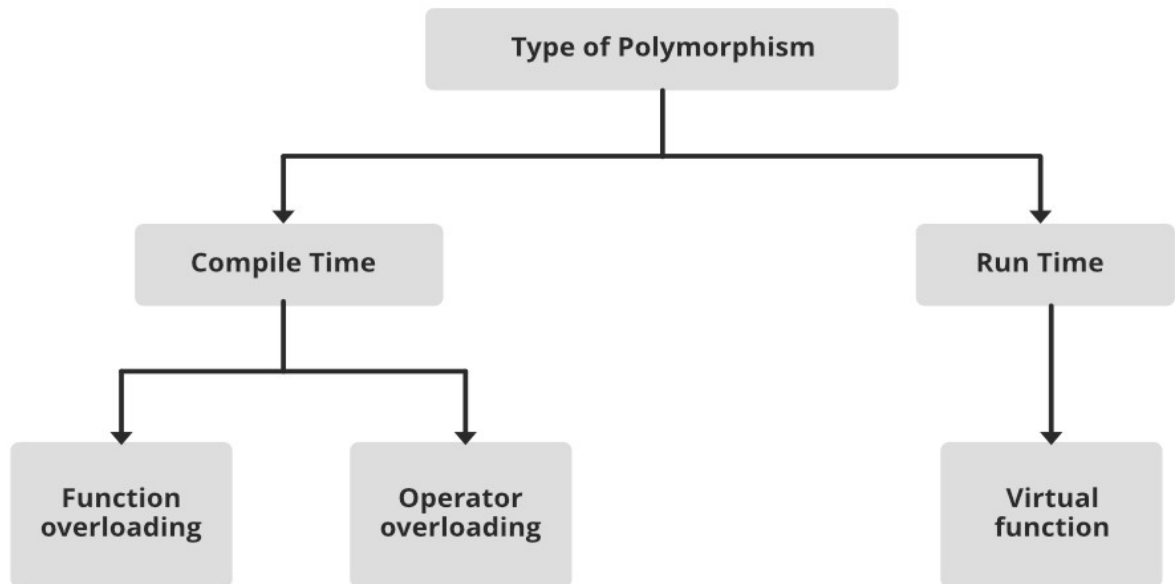 Type of Polymorphism
Compile Time
Run Time
Function
overloading
Operator
overloading
Virtual
function